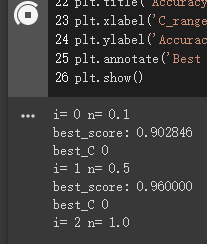 22 plt.title('Accuracy
23 plt.xlabel('C_range
24 plt.ylabel('Accurac
25 plt.annotate('Best
26 plt.show()
i= 0 n= 0.1
best_score: 0.902846
best_C 0
i= 1 n= 0.5
best_score: 0.960000
best_C 0
i= 2 n= 1.0